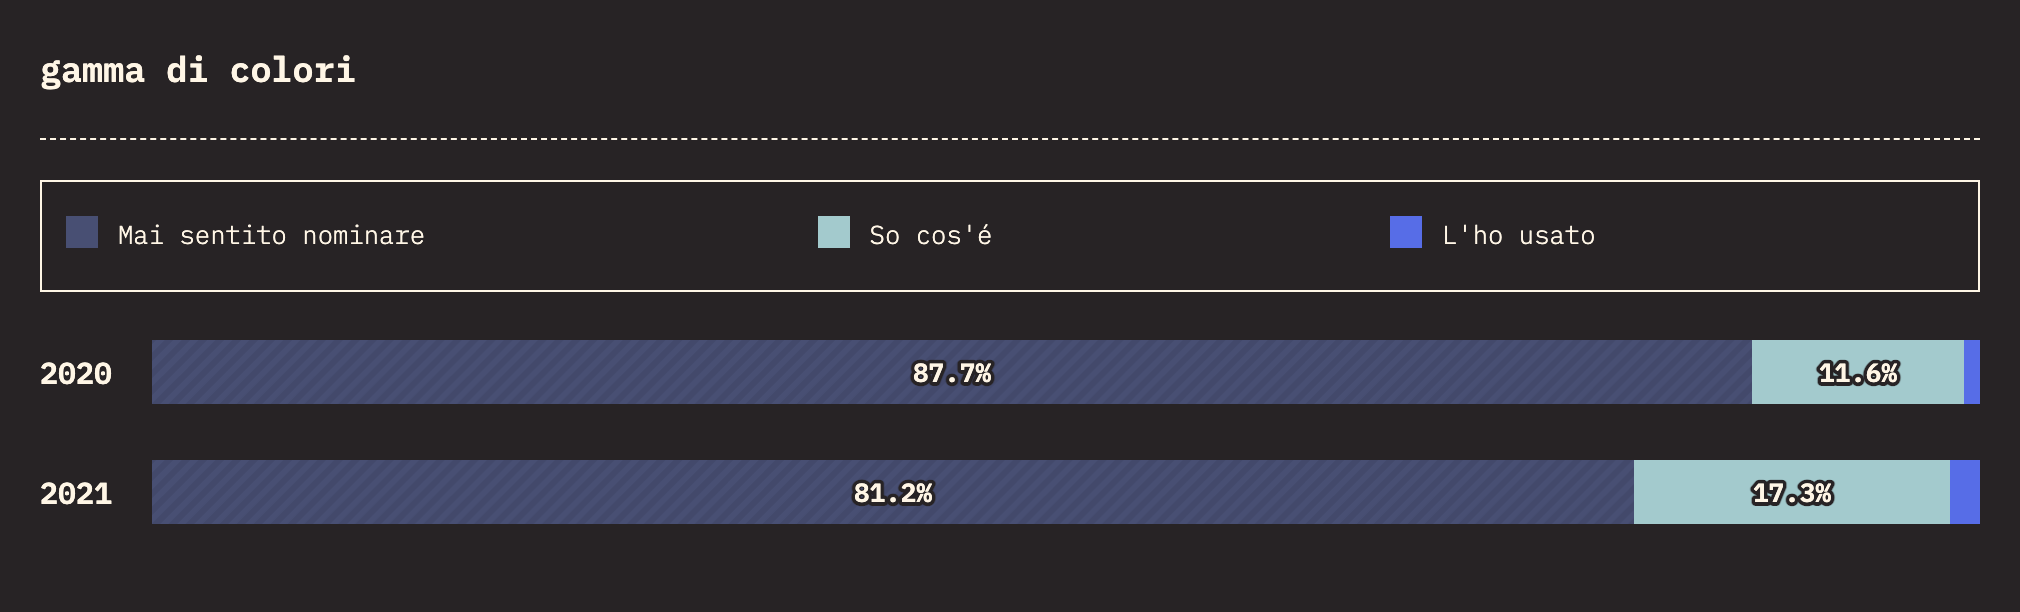 gamma di colori
Mai sentito nominare
So cos'é
L'ho usato
2020
87.7%
11.6%
2021
81.2%
17.3%